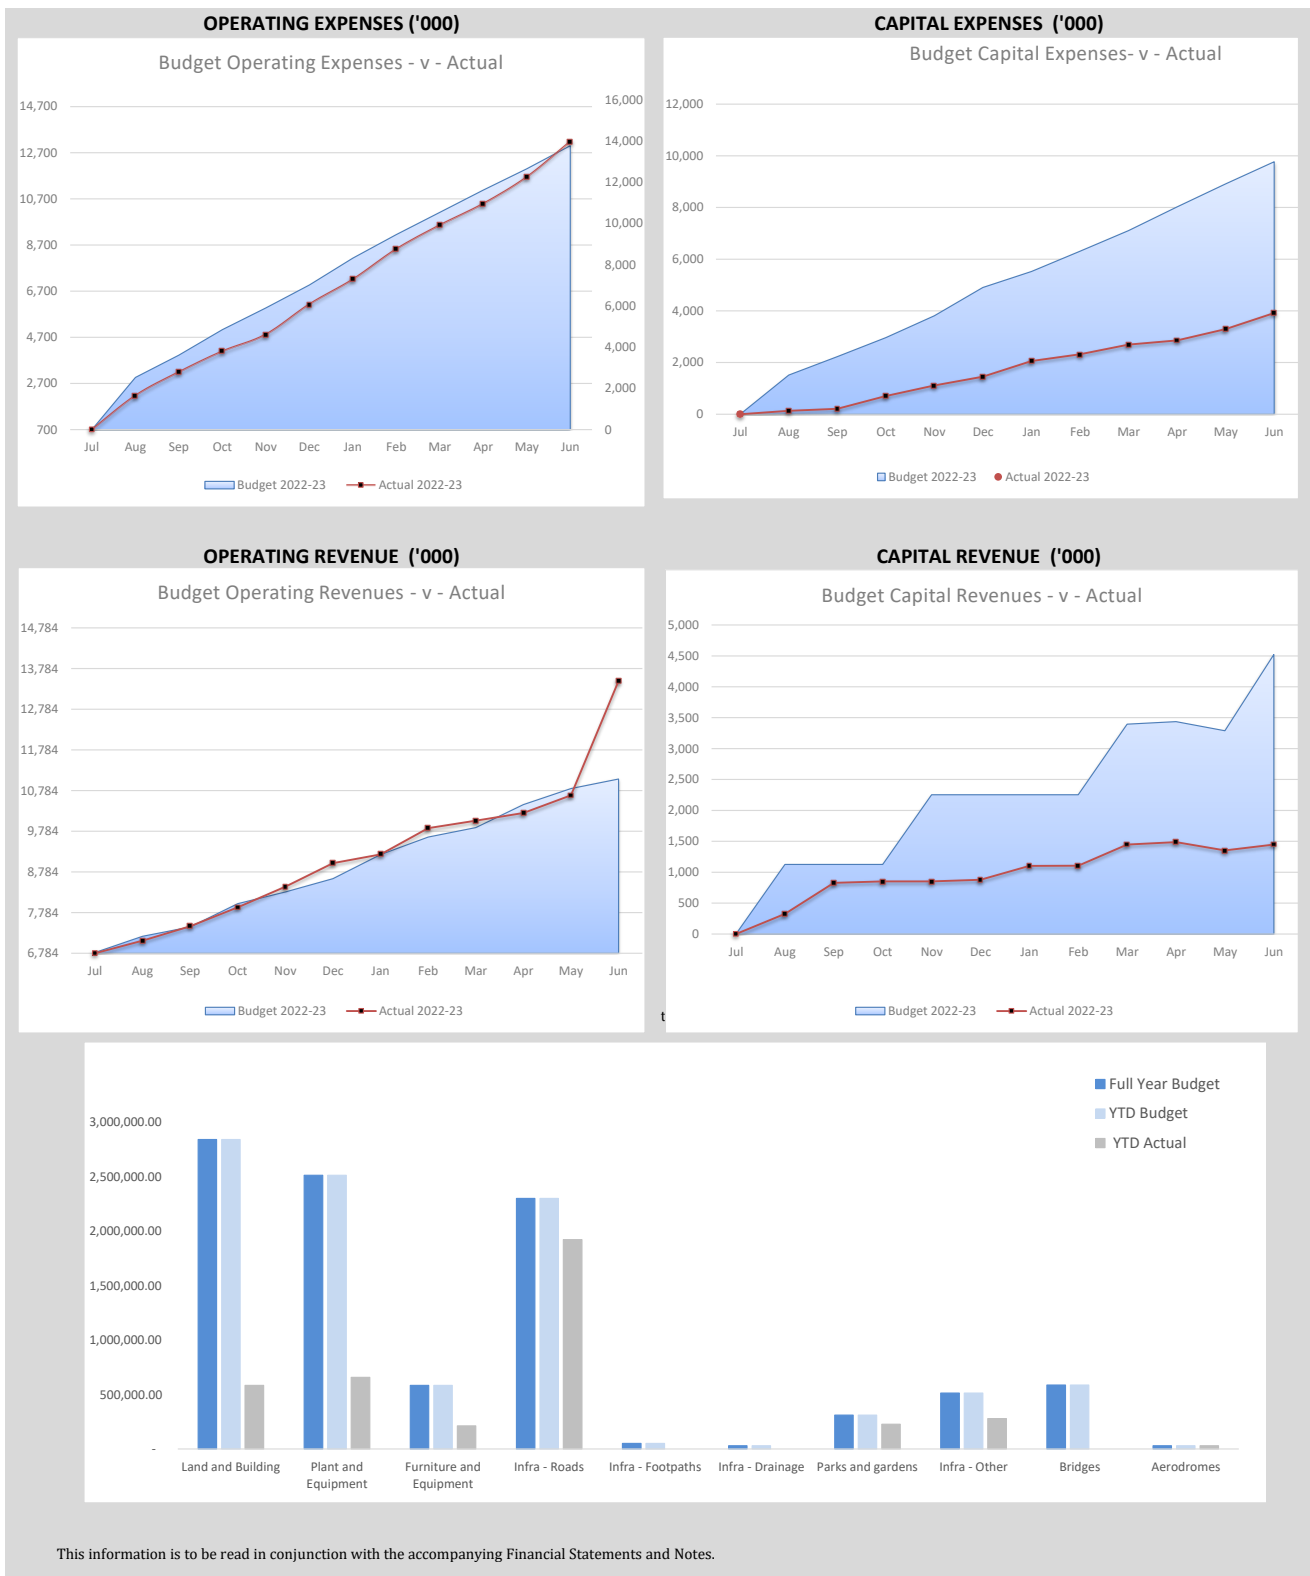 OPERATING EXPENSES ('000)
Budget Operating Expenses - v - Actual
14,700
12,700
10,700
8,700
6,700
4,700
2,700
700
16,000
14,000
12,000
10,000
8,000
6,000
4,000
2,000
0
Jul Aug Sep Oct Nov Dec Jan Feb Mar Apr May Jun
Budget 2022-23 Actual 2022-23
CAPITAL EXPENSES ('000)
Budget Capital Expenses- v - Actual
12,000
10,000
8,000
6,000
4,000
2,000
0
Jul Aug Sep Oct Nov Dec Jan Feb Mar Apr May Jun
Budget 2022-23 Actual 2022-23
OPERATING REVENUE ('000)
Budget Operating Revenues - v - Actual
14,784
13,784
12,784
11,784
10,784
9,784
8,784
7,784
6,784
Jul Aug Sep Oct Nov Dec Jan Feb Mar Apr May Jun
Budget 2022-23 Actual 2022-23
CAPITAL REVENUE ('000)
Budget Capital Revenues - v - Actual
5,000
4,500
4,000
3,500
3,000
2,500
2,000
1,500
1,000
500
0
Jul Aug Sep Oct Nov Dec Jan Feb Mar Apr May Jun
Budget 2022-23 Actual 2022-23
t
Full Year Budget
YTD Budget
YTD Actual
3,000,000.00
2,500,000.00
2,000,000.00
1,500,000.00
1,000,000.00
500,000.00
-
Land and Building
Plant and
Equipment
Furniture and
Equipment
Infra - Roads
Infra - Footpaths
Infra - Drainage
Parks and gardens
Infra - Other
Bridges
Aerodromes
This information is to be read in conjunction with the accompanying Financial Statements and Notes.